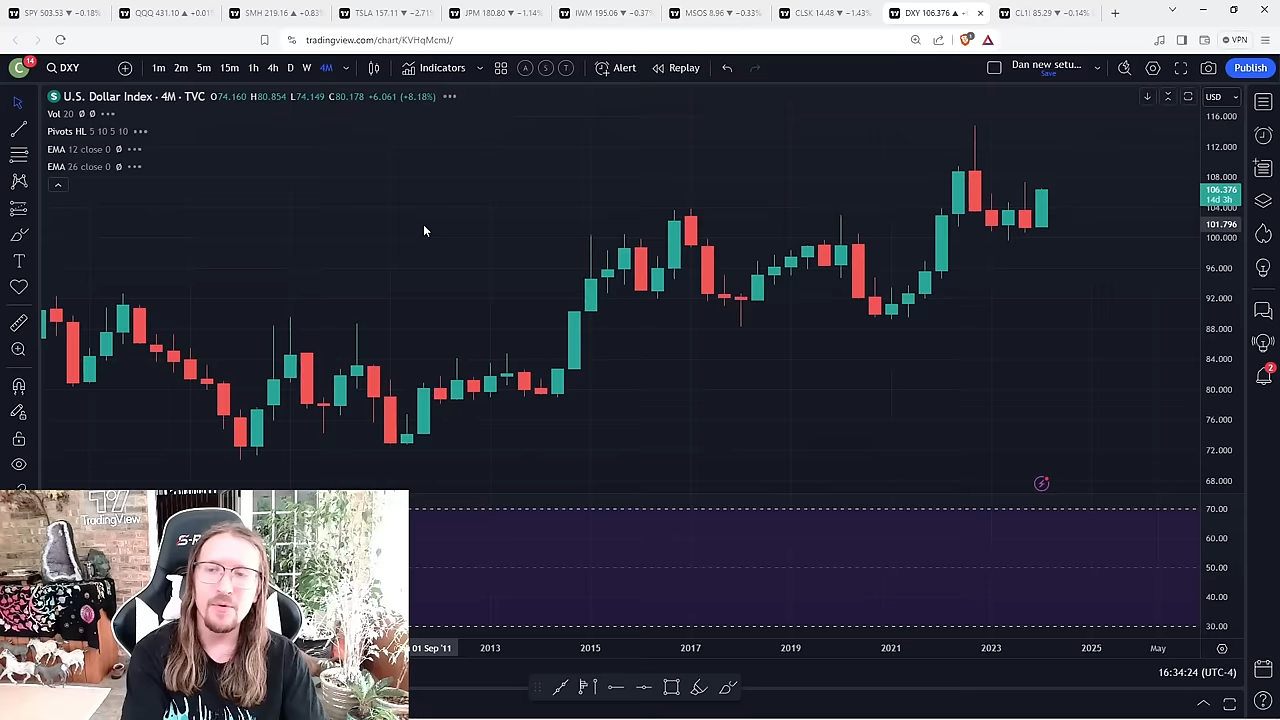 SPY 503.53 ▼ −0.18%
QQQ 431.10 ▲ +0.01%
SMH 219.16 ▲ +0.83%
TSLA 157.11 ▼ −2.71%
JPM 180.80 ▼ −1.14%
IWM 195.06 ▼ −0.37%
MSOS 8.96 ▼ −0.33%
CLSK 14.48 ▼ −1.43%
DXY 106.376 ▲
CL1! 85.29 ▼ −0.14%
tradingview.com/chart/KVHqMcmJ/
VPN
C 14
DXY
1m 2m 5m 15m 1h 4h D W 4M
Indicators
Alert
Replay
Dan new setu...
Save
Publish
U.S. Dollar Index · 4M · TVC O74.160 H80.854 L74.149 C80.178 +6.061 (+8.18%)
USD
Vol 20 Ø Ø
Pivots HL 5 10 5 10
EMA 12 close 0 Ø
EMA 26 close 0 Ø
116.000
112.000
108.000
106.376
14d 3h
104.000
101.796
100.000
96.000
92.000
88.000
84.000
80.000
76.000
72.000
68.000
70.00
60.00
50.00
40.00
30.00
2
TradingView
01 Sep '11
2013
2015
2017
2019
2021
2023
2025
May
16:34:24 (UTC-4)